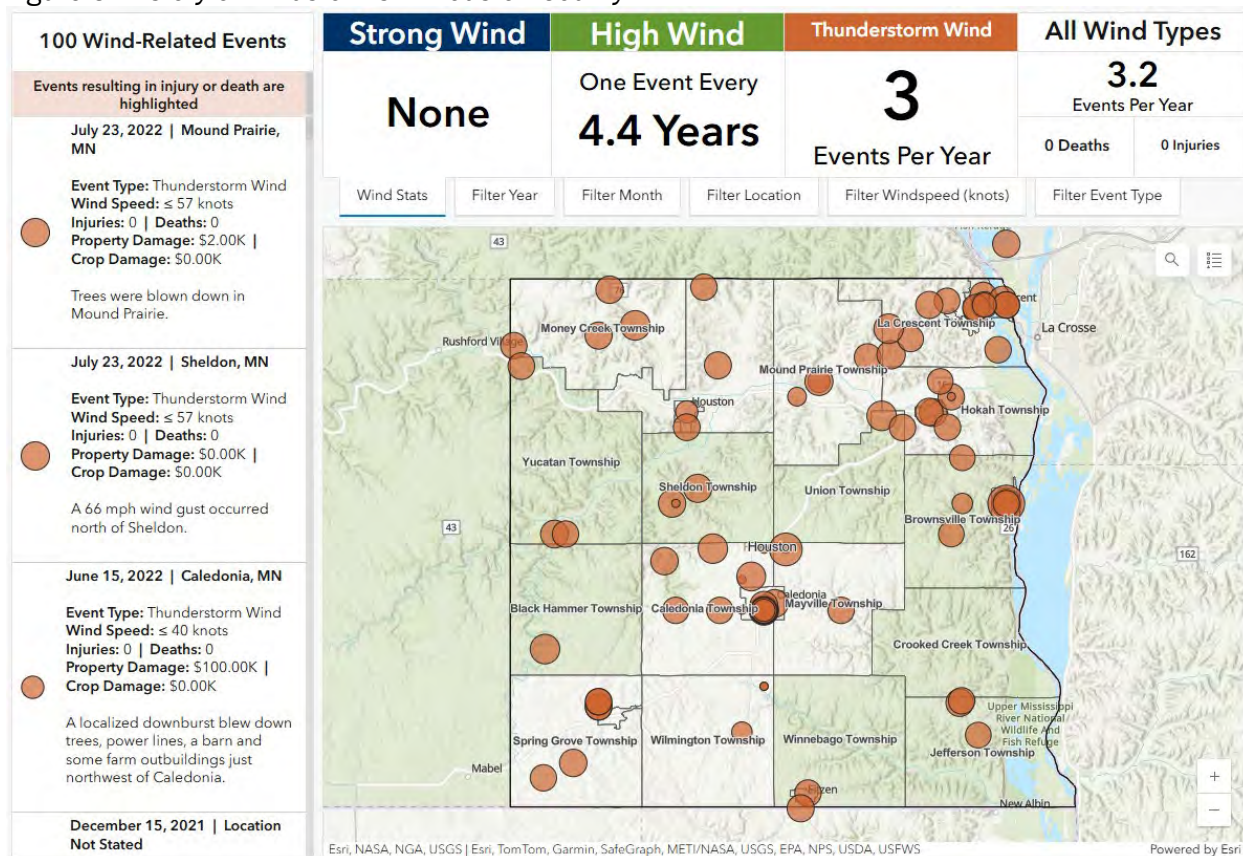 100 Wind-Related Events
Events resulting in injury or death are
highlighted
July 23, 2022 | Mound Prairie,
MN
Event Type: Thunderstorm Wind
Wind Speed: ≤ 57 knots
Injuries: 0 | Deaths: 0
Property Damage: $2.00K |
Crop Damage: $0.00K
Trees were blown down in
Mound Prairie.
July 23, 2022 | Sheldon, MN
Event Type: Thunderstorm Wind
Wind Speed: ≤ 57 knots
Injuries: 0 | Deaths: 0
Property Damage: $0.00K |
Crop Damage: $0.00K
A 66 mph wind gust occurred
north of Sheldon.
June 15, 2022 | Caledonia, MN
Event Type: Thunderstorm Wind
Wind Speed: ≤ 40 knots
Injuries: 0 | Deaths: 0
Property Damage: $100.00K |
Crop Damage: $0.00K
A localized downburst blew down
trees, power lines, a barn and
some farm outbuildings just
northwest of Caledonia.
December 15, 2021 | Location
Not Stated
Strong Wind
None
High Wind
One Event Every
4.4 Years
Thunderstorm Wind
3
Events Per Year
All Wind Types
3.2
Events Per Year
0 Deaths
0 Injuries
Wind Stats
Filter Year
Filter Month
Filter Location
Filter Windspeed (knots)
Filter Event Type
43
Money Creek Township
Rushford Village
La Crescent Township
La Crosse
Mound Prairie Township
Houston
Hokah Township
Yucatan Township
Sheldon Township
Union Township
Brownsville Township
26
43
162
Houston
Caledonia
Black Hammer Township
Caledonia Township
Mayville Township
Crooked Creek Township
Upper Mississippi
River National
Wildlife And
Fish Refuge
Spring Grove Township
Wilmington Township
Winnebago Township
Jefferson Township
Mabel
Eitzen
New Albin
+
−
Esri, NASA, NGA, USGS | Esri, TomTom, Garmin, SafeGraph, METI/NASA, USGS, EPA, NPS, USDA, USFWS
Powered by Esri